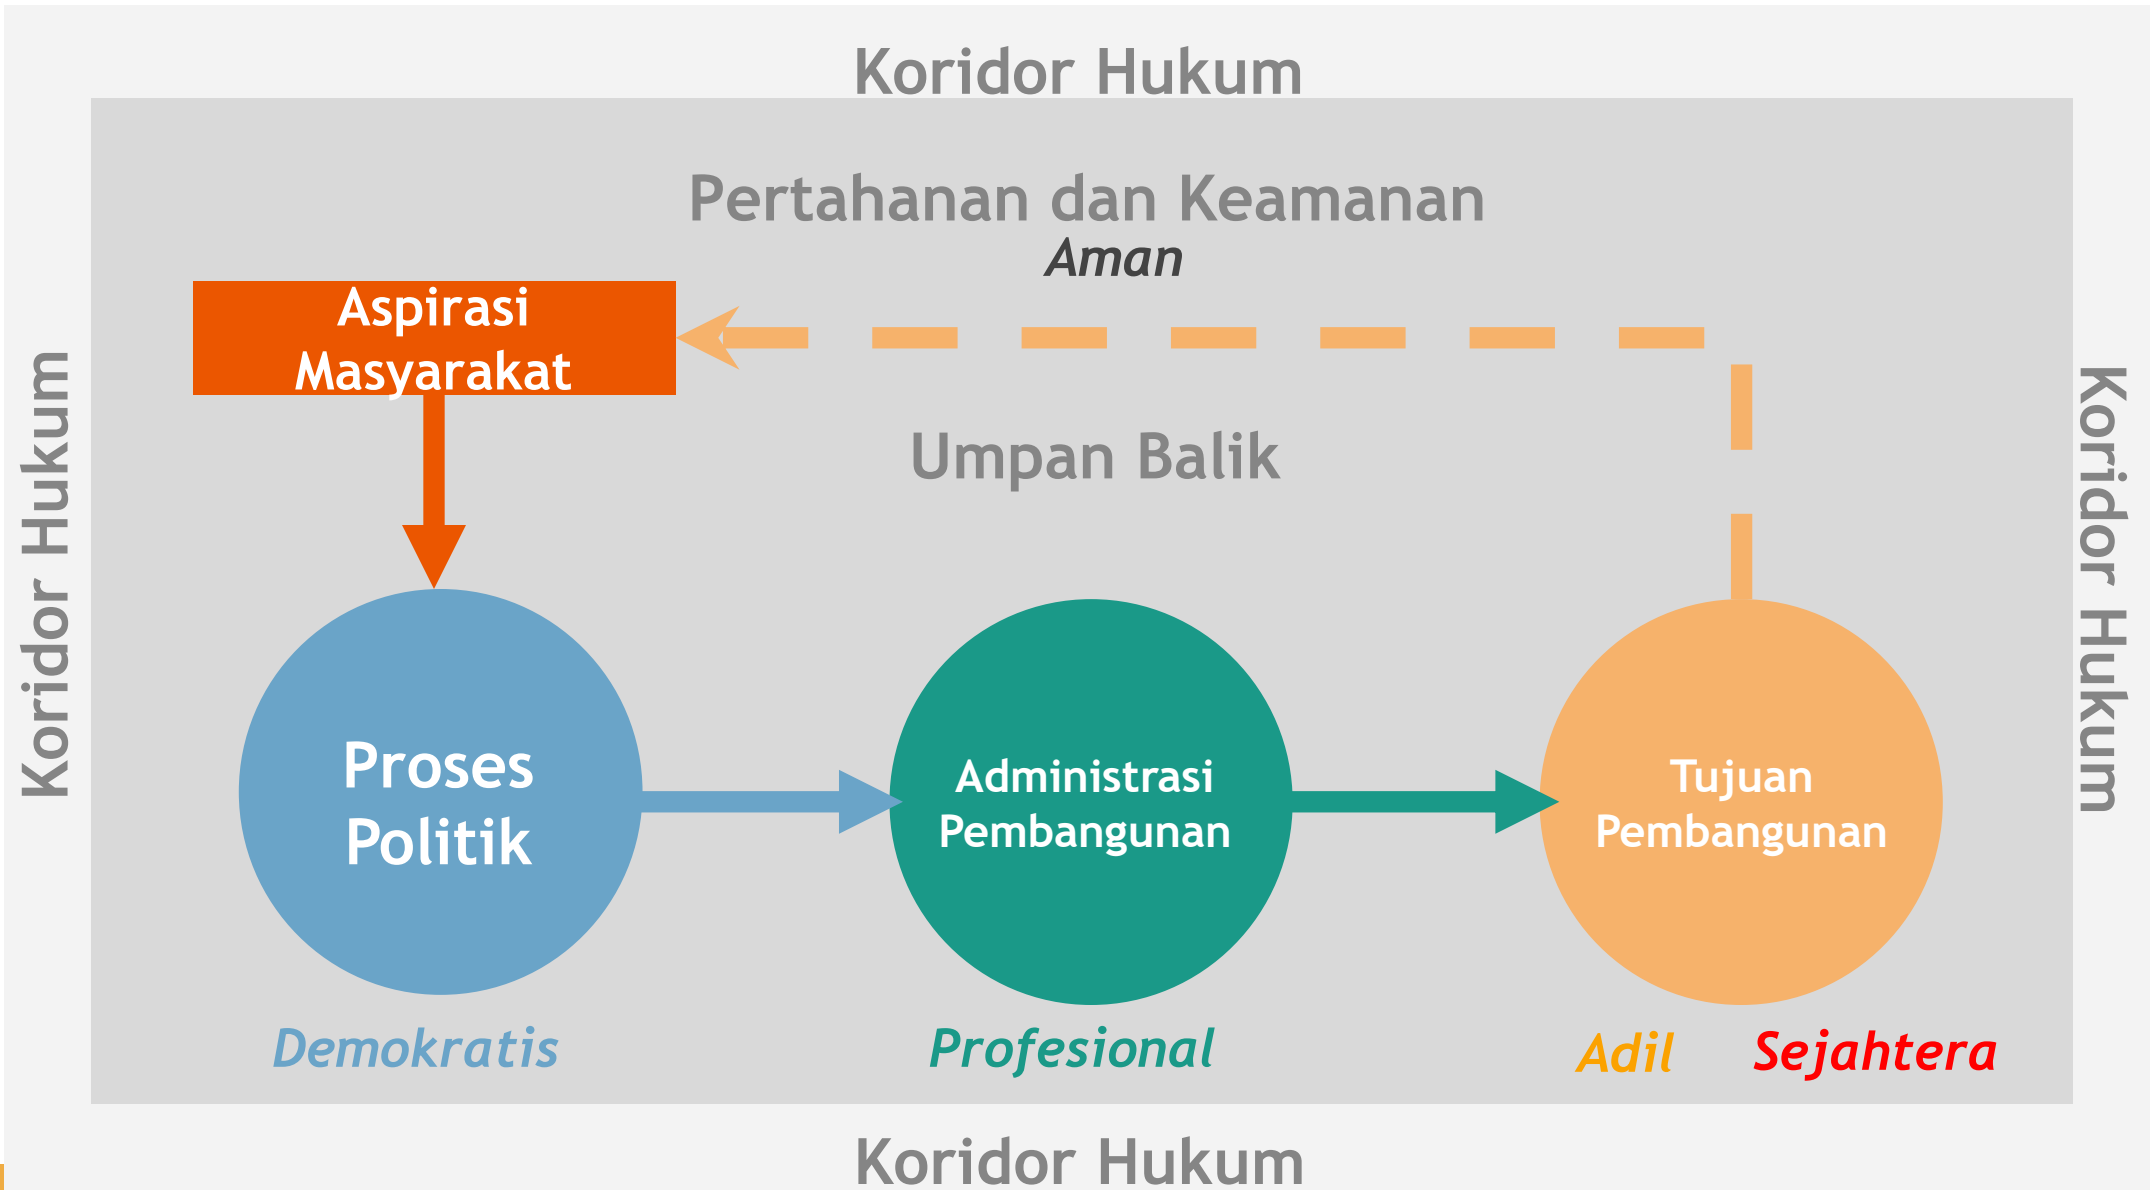 Koridor Hukum
Pertahanan dan Keamanan
Aman
Aspirasi
Masyarakat
Koridor Hukum
Koridor Hukum
Umpan Balik
Proses
Politik
Administrasi
Pembangunan
Tujuan
Pembangunan
Demokratis
Profesional
Adil
Sejahtera
Koridor Hukum